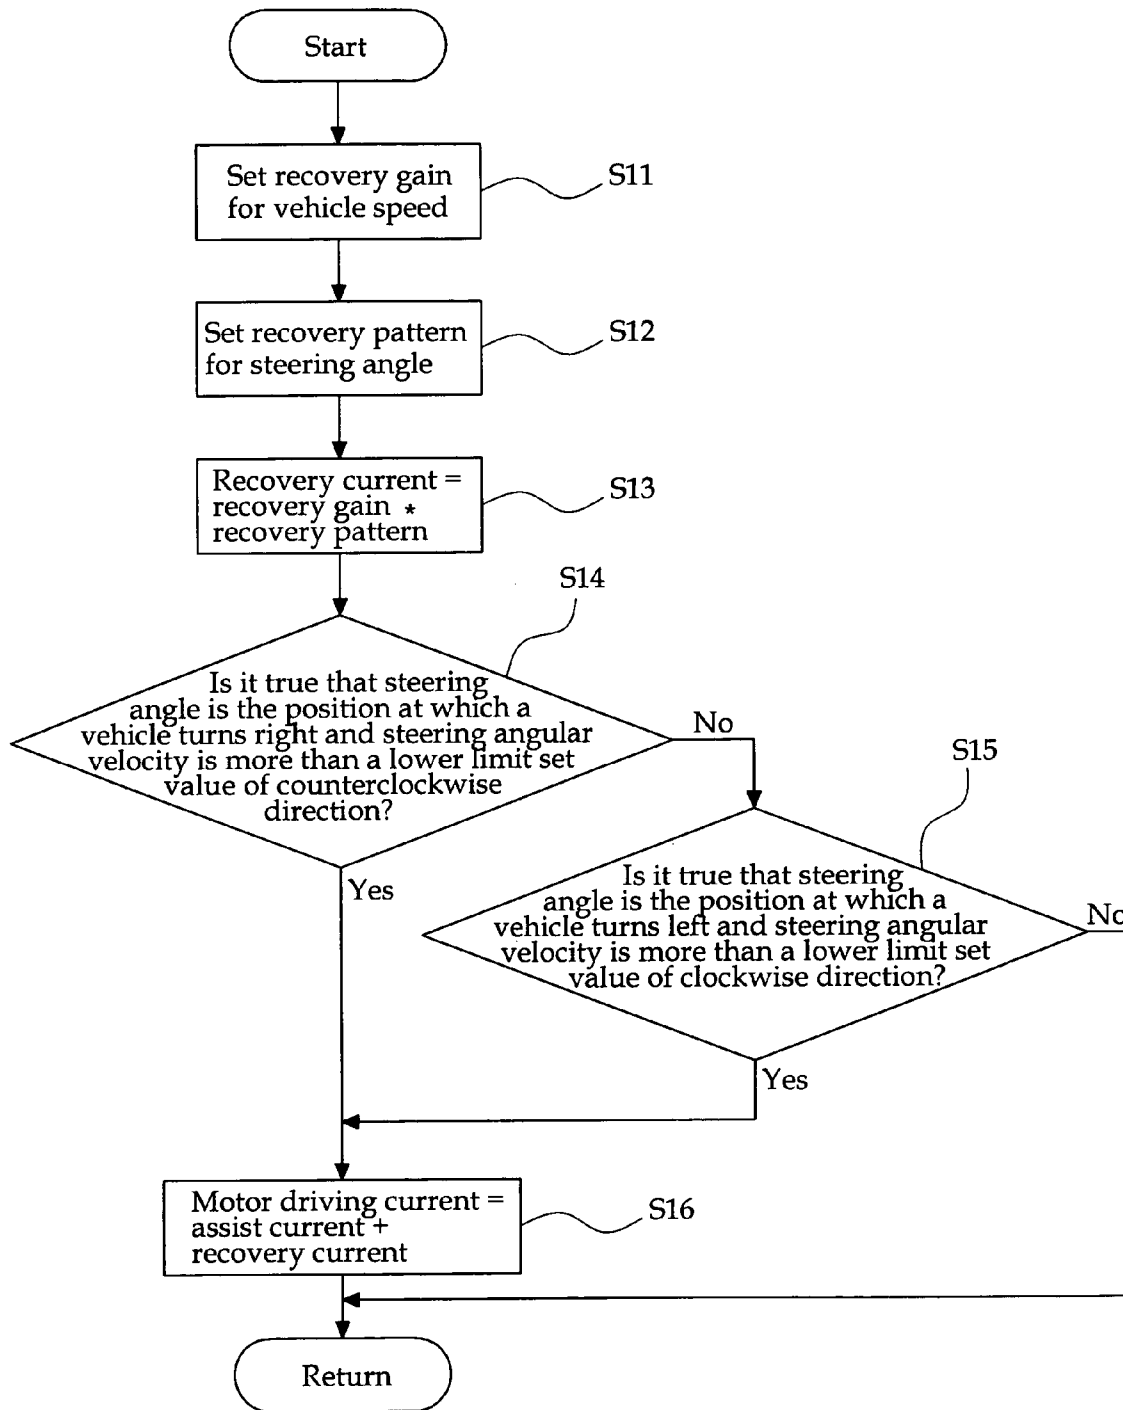 Start
Set recovery gain
for vehicle speed
S11
Set recovery pattern
for steering angle
S12
Recovery current =
recovery gain *
recovery pattern
S13
S14
Is it true that steering
angle is the position at which a
vehicle turns right and steering angular
velocity is more than a lower limit set
value of counterclockwise
direction?
No
Yes
S15
Is it true that steering
angle is the position at which a
vehicle turns left and steering angular
velocity is more than a lower limit set
value of clockwise direction?
No
Yes
Motor driving current =
assist current +
recovery current
S16
Return